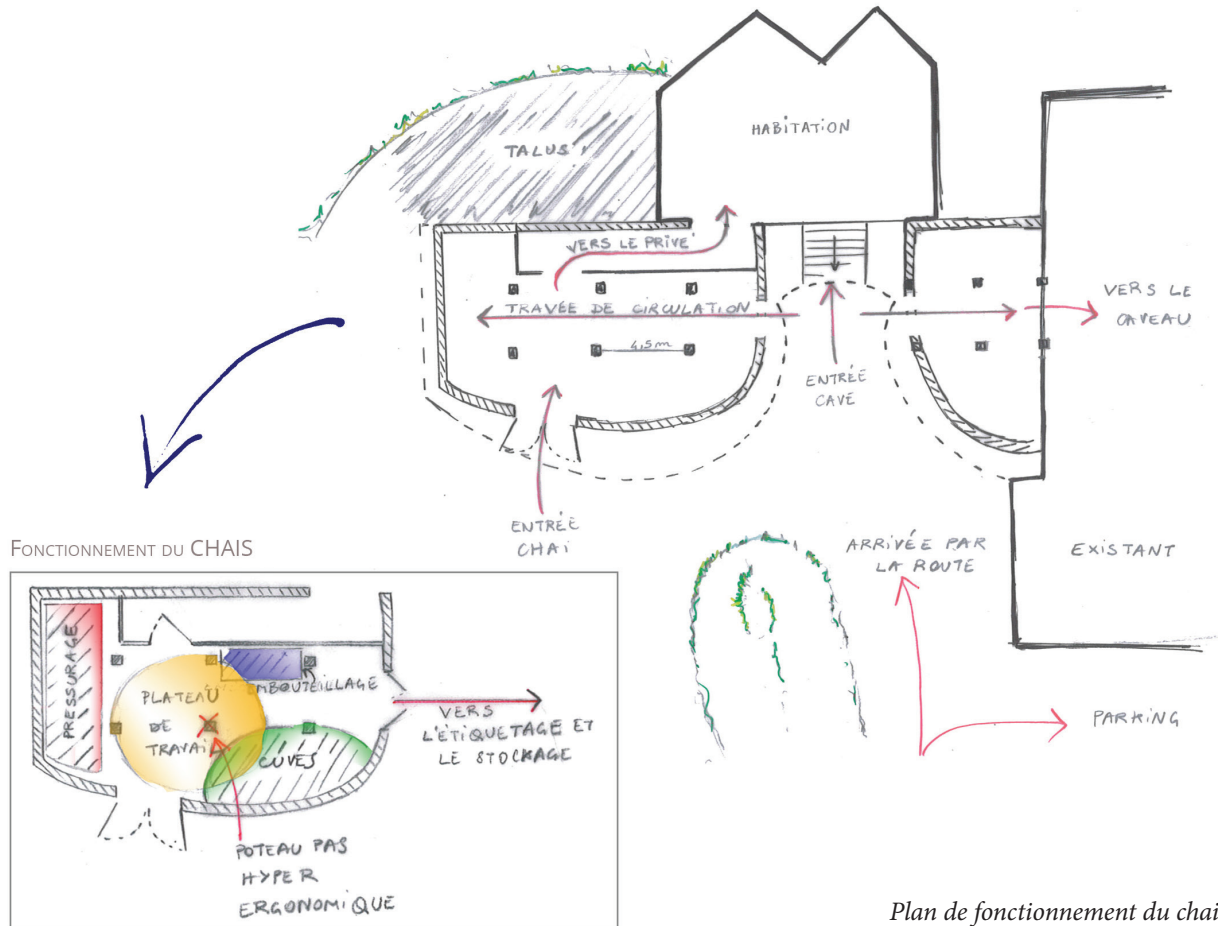 HABITATION
TALUS
VERS LE PRIVÉ
TRAVÉE DE CIRCULATION
4,5m
VERS LE
CAVEAU
ENTRÉE
CAVE
ENTRÉE
CHAI
ARRIVÉE PAR
LA ROUTE
EXISTANT
PARKING
FONCTIONNEMENT DU CHAIS
PRESSURAGE
EMBOUTEILLAGE
PLATEAU
DE
TRAVAIL
CUVES
VERS
L'ÉTIQUETAGE ET
LE STOCKAGE
POTEAU PAS
HYPER
ERGONOMIQUE
Plan de fonctionnement du chai